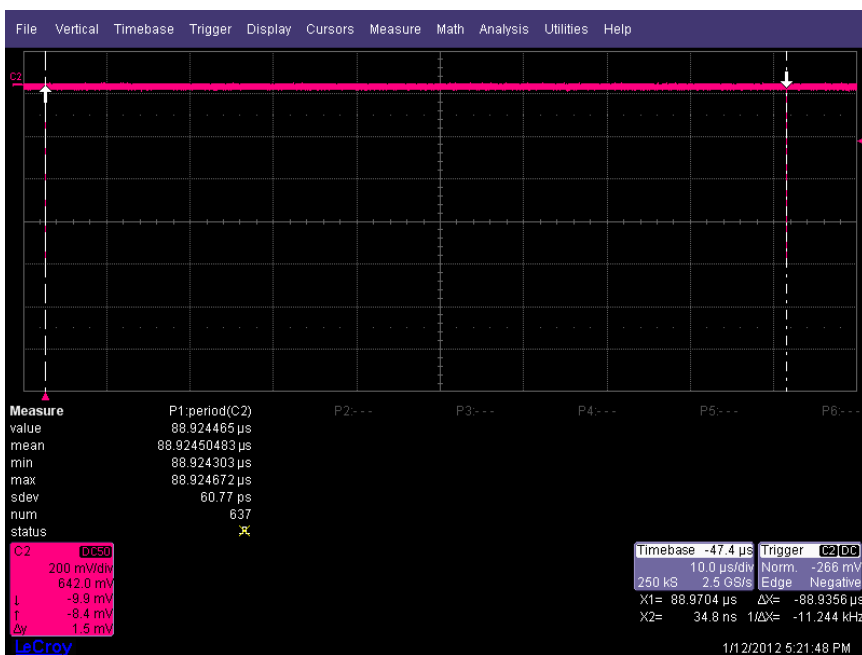 File Vertical Timebase Trigger Display Cursors Measure Math Analysis Utilities Help
C2
Measure P1:period(C2) P2:- - - P3:- - - P4:- - - P5:- - - P6:- - -
value 88.924465 µs
mean 88.92450483 µs
min 88.924303 µs
max 88.924672 µs
sdev 60.77 ps
num 637
status
C2 DC50
200 mV/div
642.0 mV
↓ -9.9 mV
↑ -8.4 mV
Δy 1.5 mV
Timebase -47.4 µs
10.0 µs/div
250 kS 2.5 GS/s
Trigger C2 DC
Norm. -266 mV
Edge Negative
X1= 88.9704 µs ΔX= -88.9356 µs
X2= 34.8 ns 1/ΔX= -11.244 kHz
LeCroy
1/12/2012 5:21:48 PM